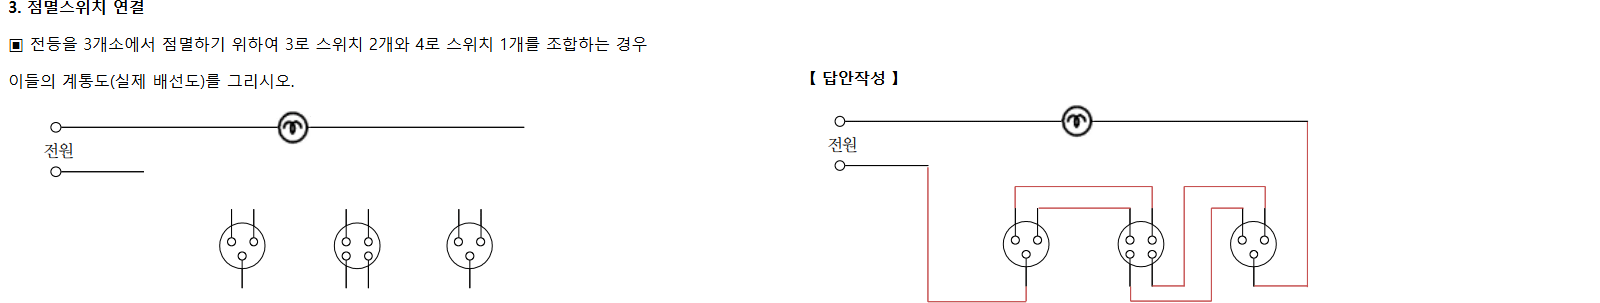 3. 점멸스위치 연결
▣ 전등을 3개소에서 점멸하기 위하여 3로 스위치 2개와 4로 스위치 1개를 조합하는 경우
이들의 계통도(실제 배선도)를 그리시오.
전원
【 답안작성 】
전원